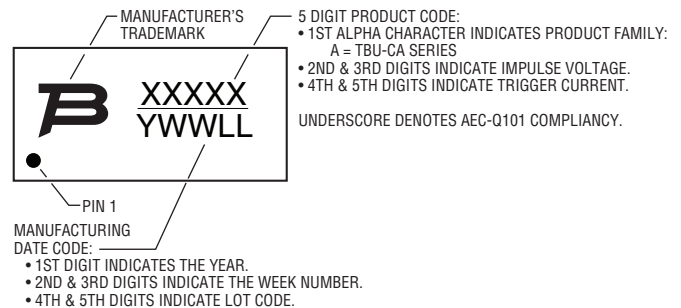 MANUFACTURER'S
TRADEMARK
5 DIGIT PRODUCT CODE:
• 1ST ALPHA CHARACTER INDICATES PRODUCT FAMILY:
A = TBU-CA SERIES
• 2ND & 3RD DIGITS INDICATE IMPULSE VOLTAGE.
• 4TH & 5TH DIGITS INDICATE TRIGGER CURRENT.
UNDERSCORE DENOTES AEC-Q101 COMPLIANCY.
XXXXX
YWWLL
PIN 1
MANUFACTURING
DATE CODE:
• 1ST DIGIT INDICATES THE YEAR.
• 2ND & 3RD DIGITS INDICATE THE WEEK NUMBER.
• 4TH & 5TH DIGITS INDICATE LOT CODE.